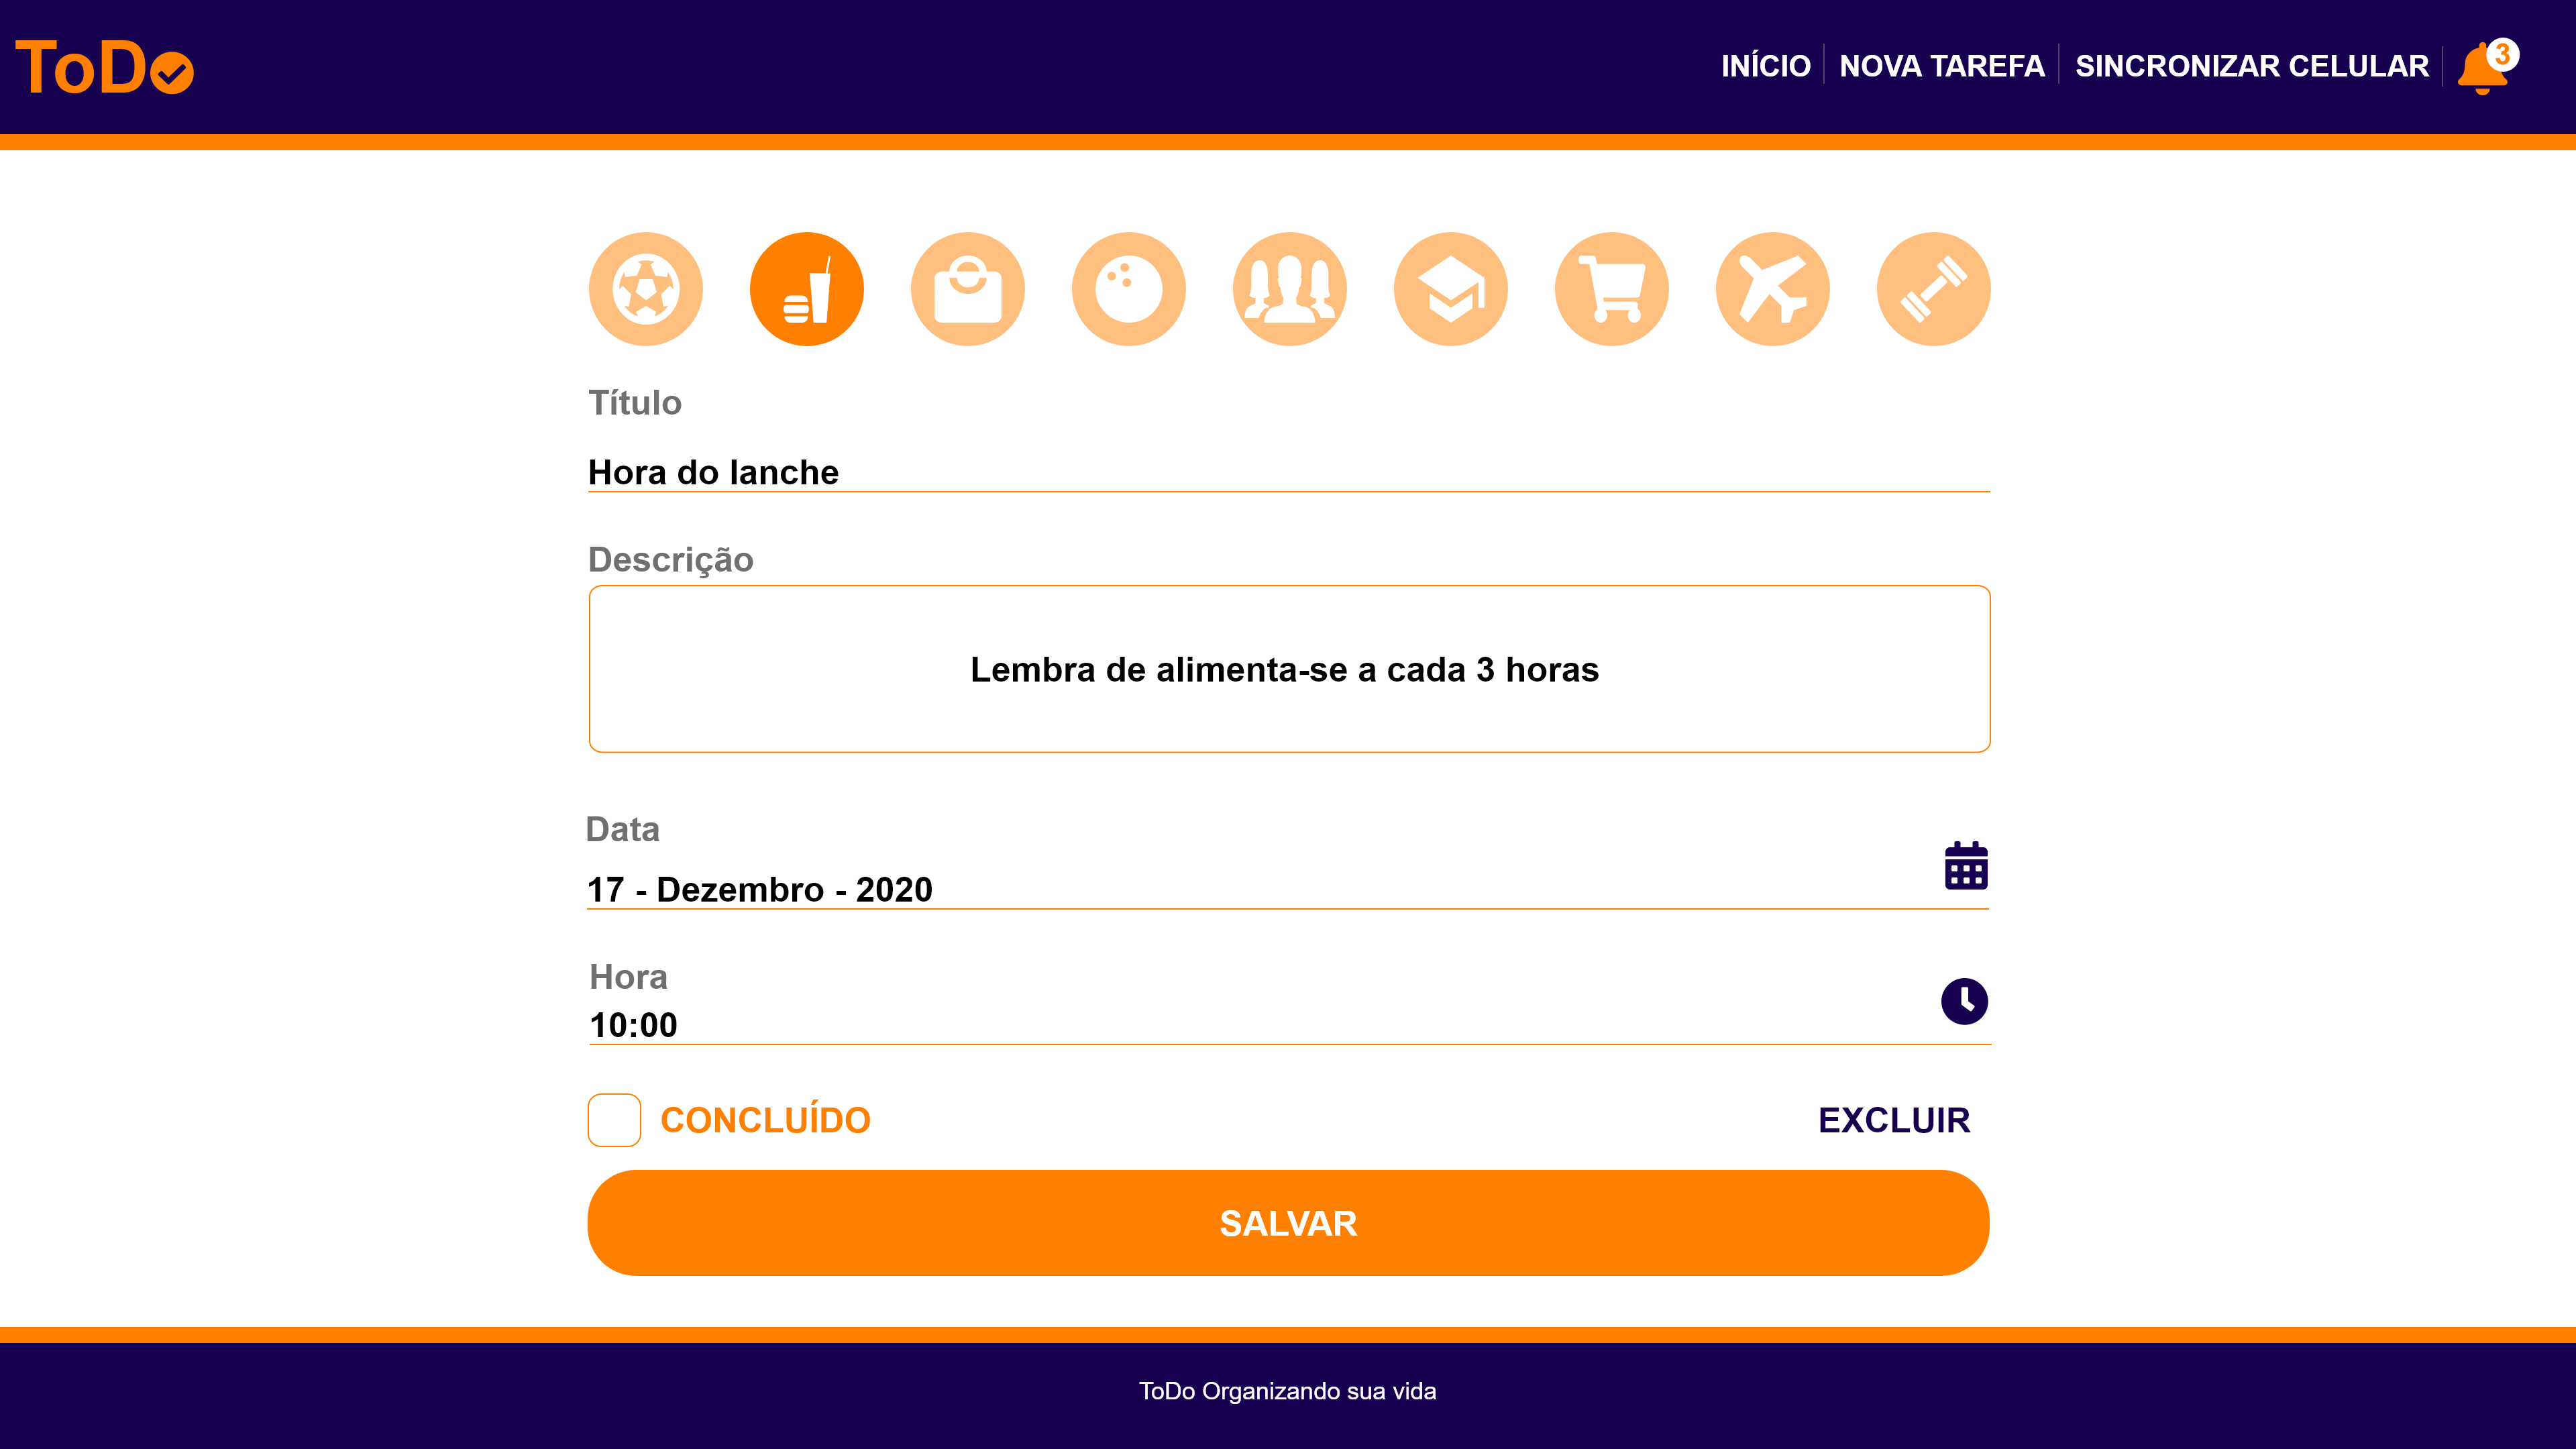 ToDo
INÍCIO
NOVA TAREFA
SINCRONIZAR CELULAR
3
Título
Hora do lanche
Descrição
Lembra de alimenta-se a cada 3 horas
Data
17 - Dezembro - 2020
Hora
10:00
CONCLUÍDO
EXCLUIR
SALVAR
ToDo Organizando sua vida